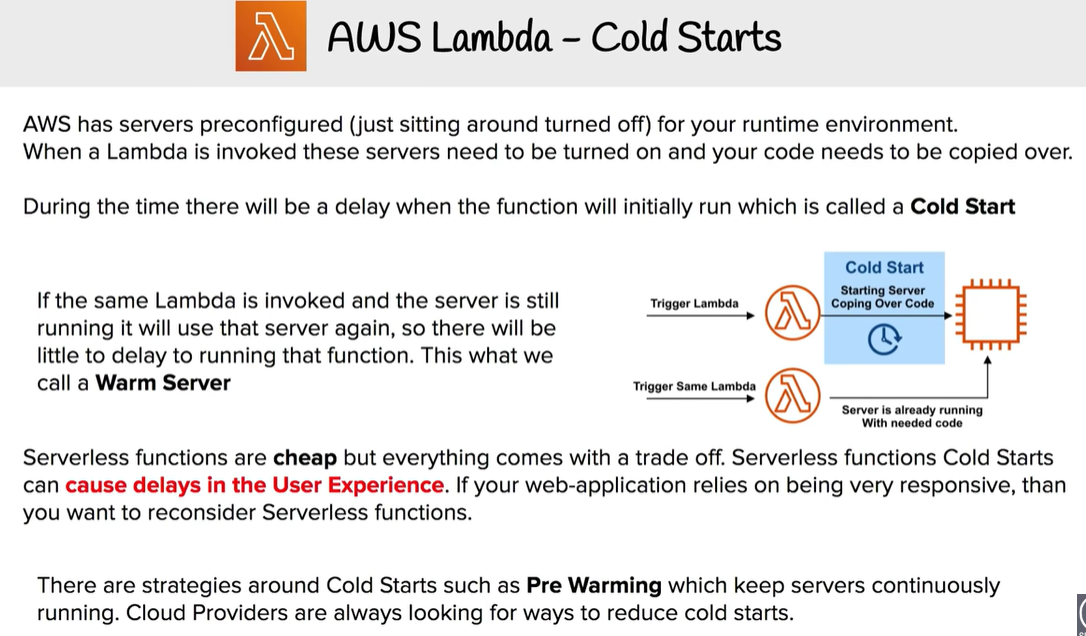 AWS Lambda – Cold Starts
AWS has servers preconfigured (just sitting around turned off) for your runtime environment.
When a Lambda is invoked these servers need to be turned on and your code needs to be copied over.
During the time there will be a delay when the function will initially run which is called a Cold Start
If the same Lambda is invoked and the server is still
running it will use that server again, so there will be
little to delay to running that function. This what we
call a Warm Server
Trigger Lambda
Cold Start
Starting Server
Coping Over Code
Trigger Same Lambda
Server is already running
With needed code
Serverless functions are cheap but everything comes with a trade off. Serverless functions Cold Starts
can cause delays in the User Experience. If your web-application relies on being very responsive, than
you want to reconsider Serverless functions.
There are strategies around Cold Starts such as Pre Warming which keep servers continuously
running. Cloud Providers are always looking for ways to reduce cold starts.